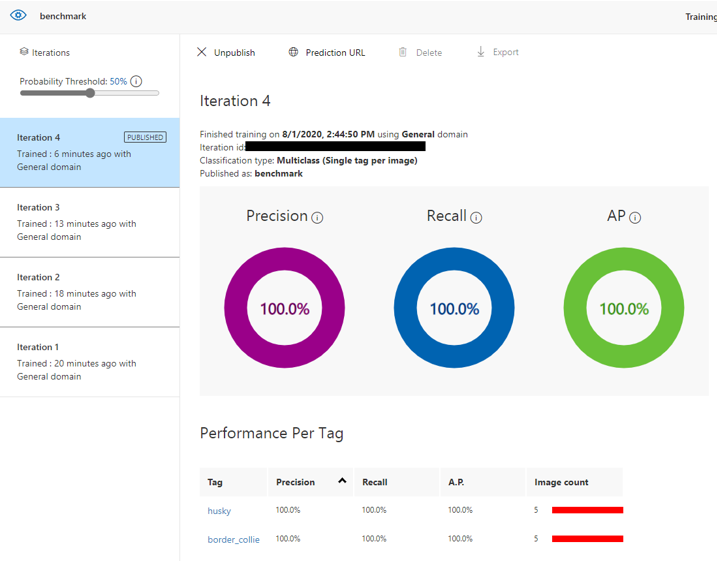 benchmark
Training
Iterations
Probability Threshold: 50%
Iteration 4 PUBLISHED
Trained : 6 minutes ago with
General domain
Iteration 3
Trained : 13 minutes ago with
General domain
Iteration 2
Trained : 18 minutes ago with
General domain
Iteration 1
Trained : 20 minutes ago with
General domain
Unpublish Prediction URL Delete Export
Iteration 4
Finished training on 8/1/2020, 2:44:50 PM using General domain
Iteration id:
Classification type: Multiclass (Single tag per image)
Published as: benchmark
Precision Recall AP
100.0% 100.0% 100.0%
Performance Per Tag
Tag Precision Recall A.P. Image count
husky 100.0% 100.0% 100.0% 5
border_collie 100.0% 100.0% 100.0% 5